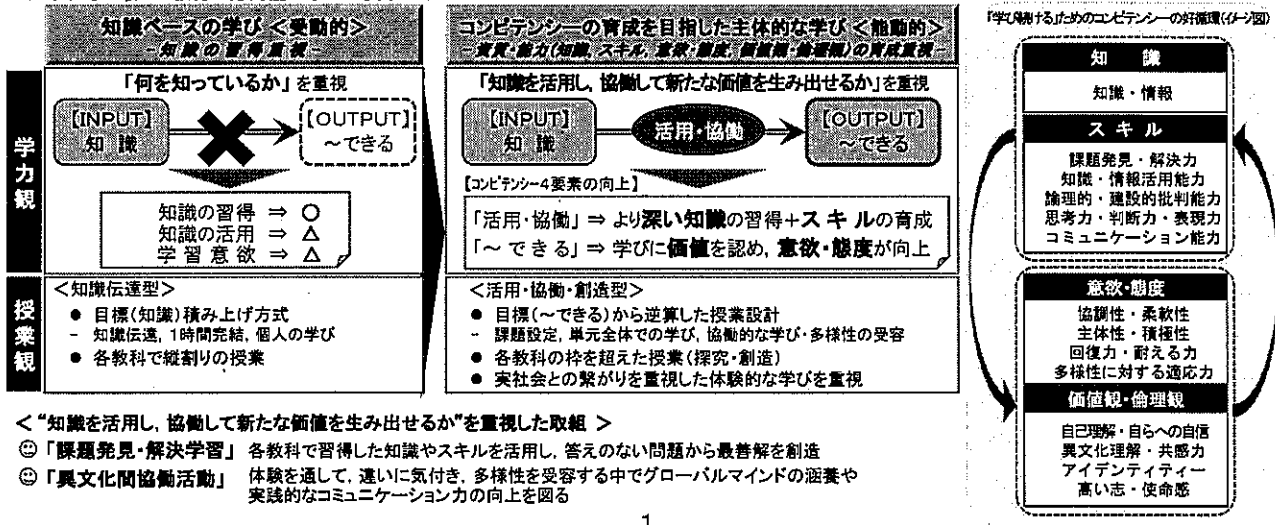 知識ベースの学び <受動的>
- 知識の習得重視 -
コンピテンシーの育成を目指した主体的な学び <能動的>
- 資質・能力(知識, スキル, 意欲・態度, 価値観・倫理観)の育成重視 -
学力観
「何を知っているか」を重視
【INPUT】
知 識
【OUTPUT】
～できる
知識の習得 ⇒ ○
知識の活用 ⇒ △
学習意欲 ⇒ △
「知識を活用し, 協働して新たな価値を生み出せるか」を重視
【INPUT】
知 識
活用・協働
【OUTPUT】
～できる
【コンピテンシー4要素の向上】
「活用・協働」⇒ より深い知識の習得+スキルの育成
「～できる」⇒ 学びに価値を認め, 意欲・態度が向上
授業観
<知識伝達型>
● 目標(知識)積み上げ方式
- 知識伝達, 1時間完結, 個人の学び
● 各教科で縦割りの授業
<活用・協働・創造型>
● 目標(～できる)から逆算した授業設計
- 課題設定, 単元全体での学び, 協働的な学び・多様性の受容
● 各教科の枠を超えた授業(探究・創造)
● 実社会との繋がりを重視した体験的な学びを重視
< “知識を活用し, 協働して新たな価値を生み出せるか”を重視した取組 >
☺「課題発見・解決学習」 各教科で習得した知識やスキルを活用し, 答えのない問題から最善解を創造
☺「異文化間協働活動」 体験を通して, 違いに気付き, 多様性を受容する中でグローバルマインドの涵養や
実践的なコミュニケーション力の向上を図る
「学び続ける」ためのコンピテンシーの好循環(イメージ図)
知 識
知識・情報
スキル
課題発見・解決力
知識・情報活用能力
論理的・建設的批判能力
思考力・判断力・表現力
コミュニケーション能力
意欲・態度
協調性・柔軟性
主体性・積極性
回復力・耐える力
多様性に対する適応力
価値観・倫理観
自己理解・自らへの自信
異文化理解・共感力
アイデンティティー
高い志・使命感
1